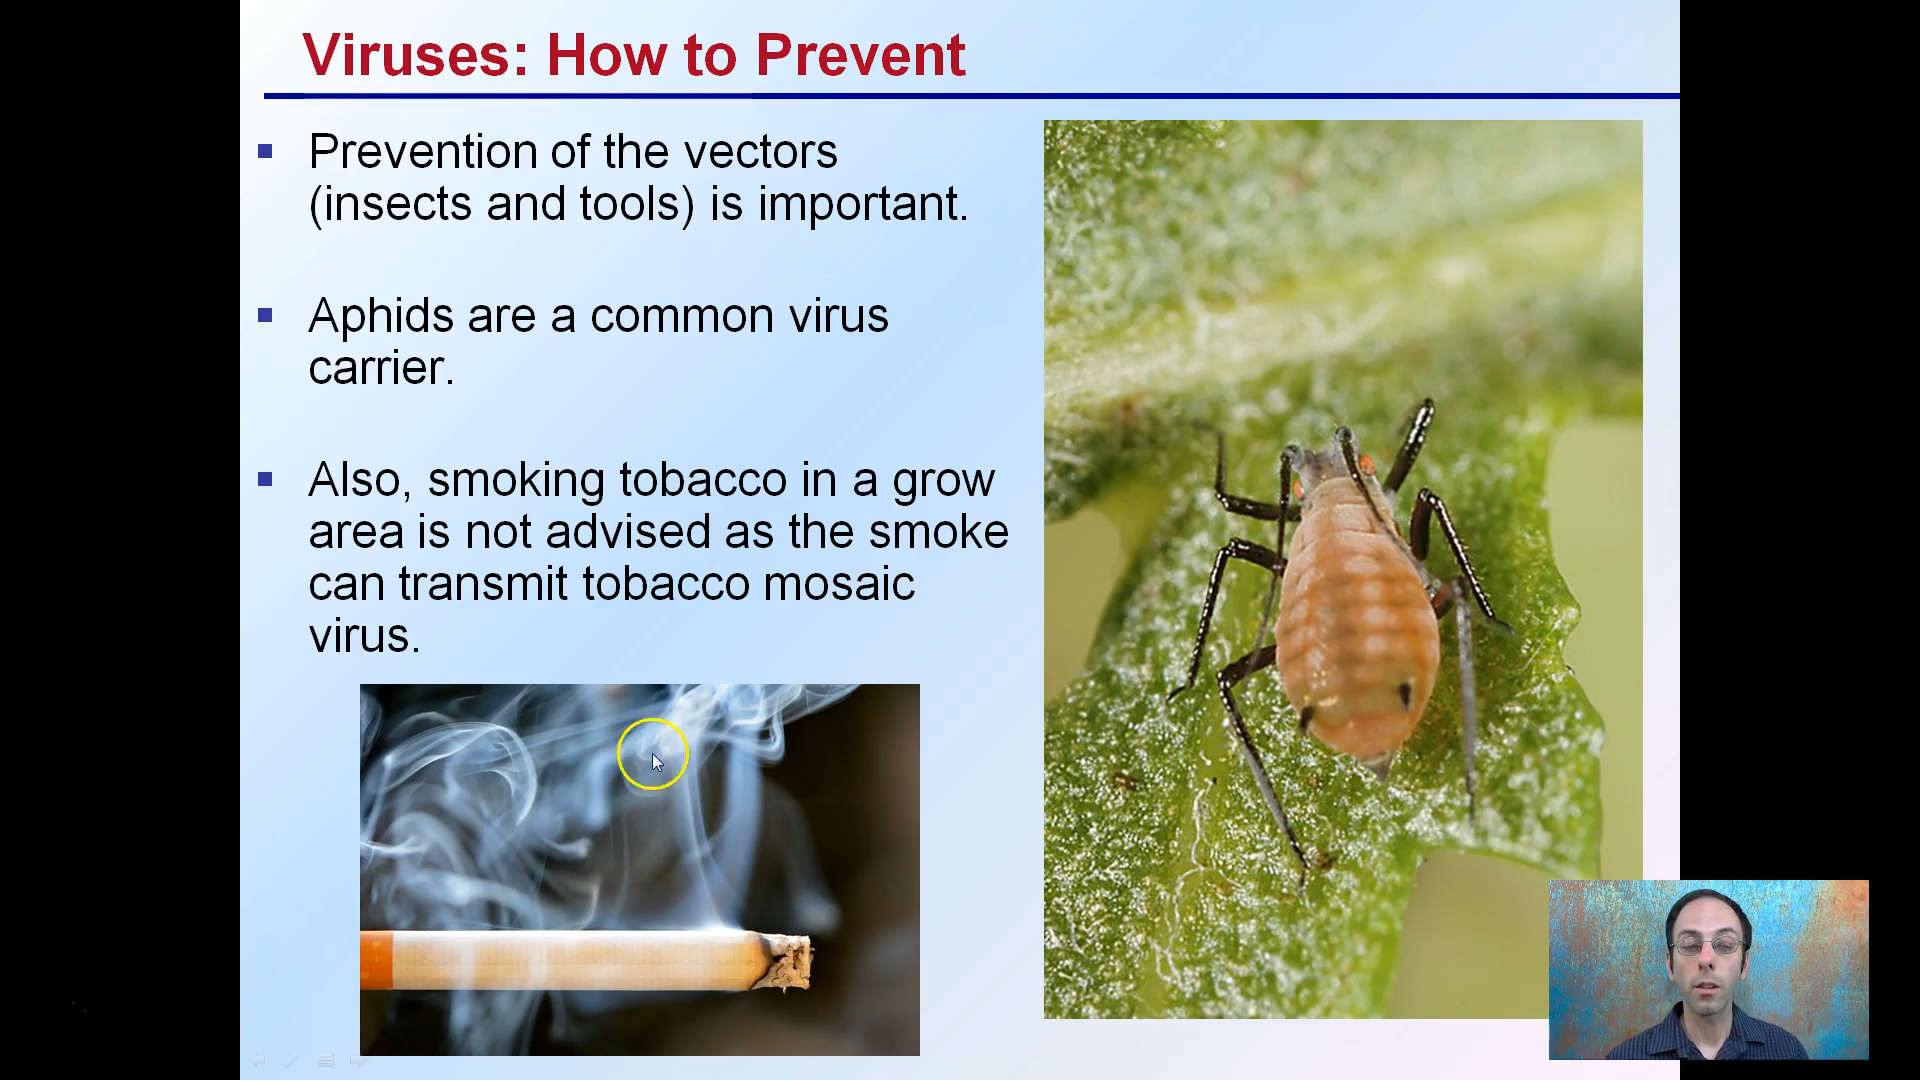 Viruses: How to Prevent
Prevention of the vectors
(insects and tools) is important.
Aphids are a common virus
carrier.
Also, smoking tobacco in a grow
area is not advised as the smoke
can transmit tobacco mosaic
virus.